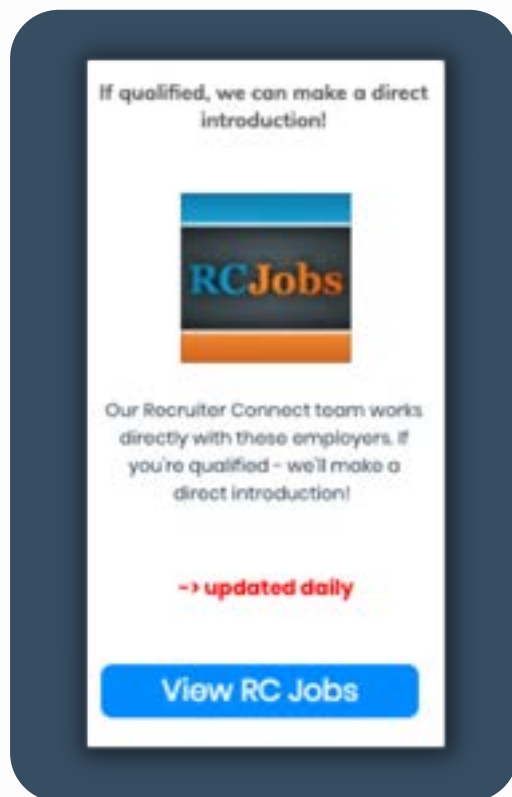 If qualified, we can make a direct
introduction!
RCJobs
Our Recruiter Connect team works
directly with these employers. If
you're qualified - we'll make a
direct introduction!
-> updated daily
View RC Jobs